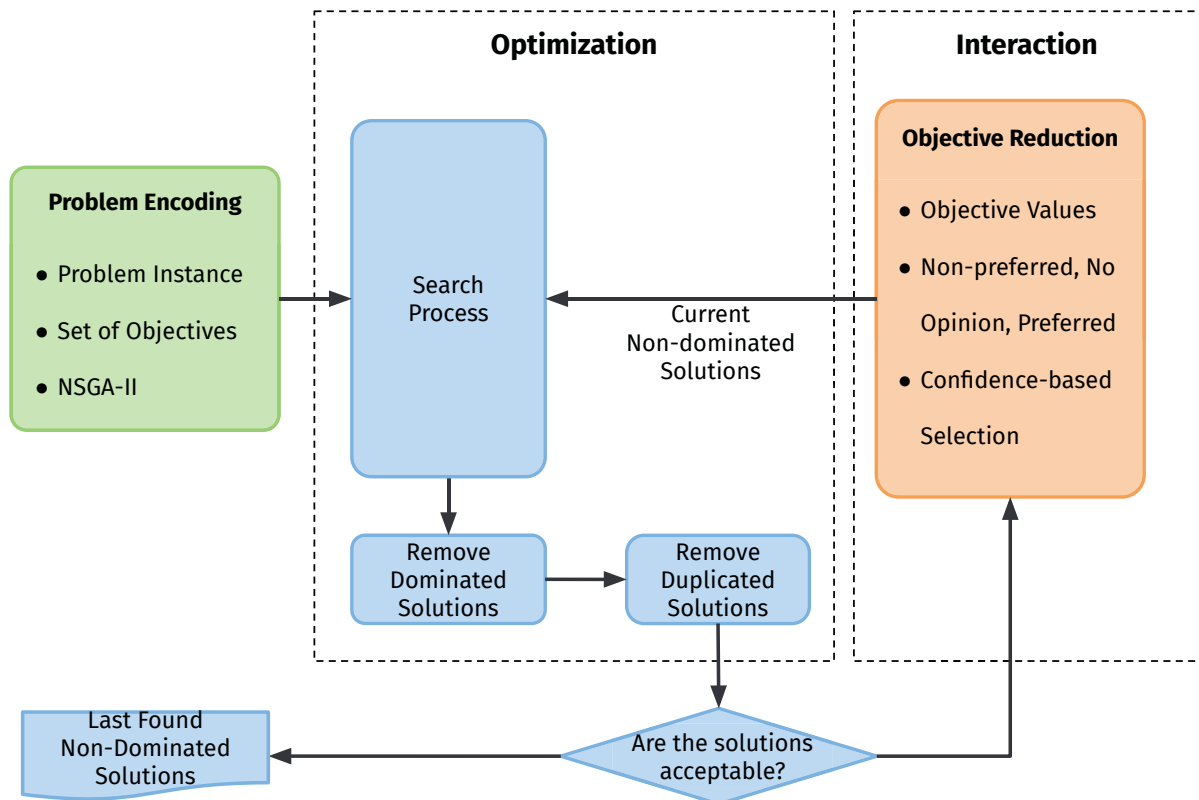 Optimization
Interaction
Problem Encoding
● Problem Instance
● Set of Objectives
● NSGA-II
Search
Process
Current
Non-dominated
Solutions
Objective Reduction
● Objective Values
● Non-preferred, No
Opinion, Preferred
● Confidence-based
Selection
Remove
Dominated
Solutions
Remove
Duplicated
Solutions
Last Found
Non-Dominated
Solutions
Are the solutions
acceptable?